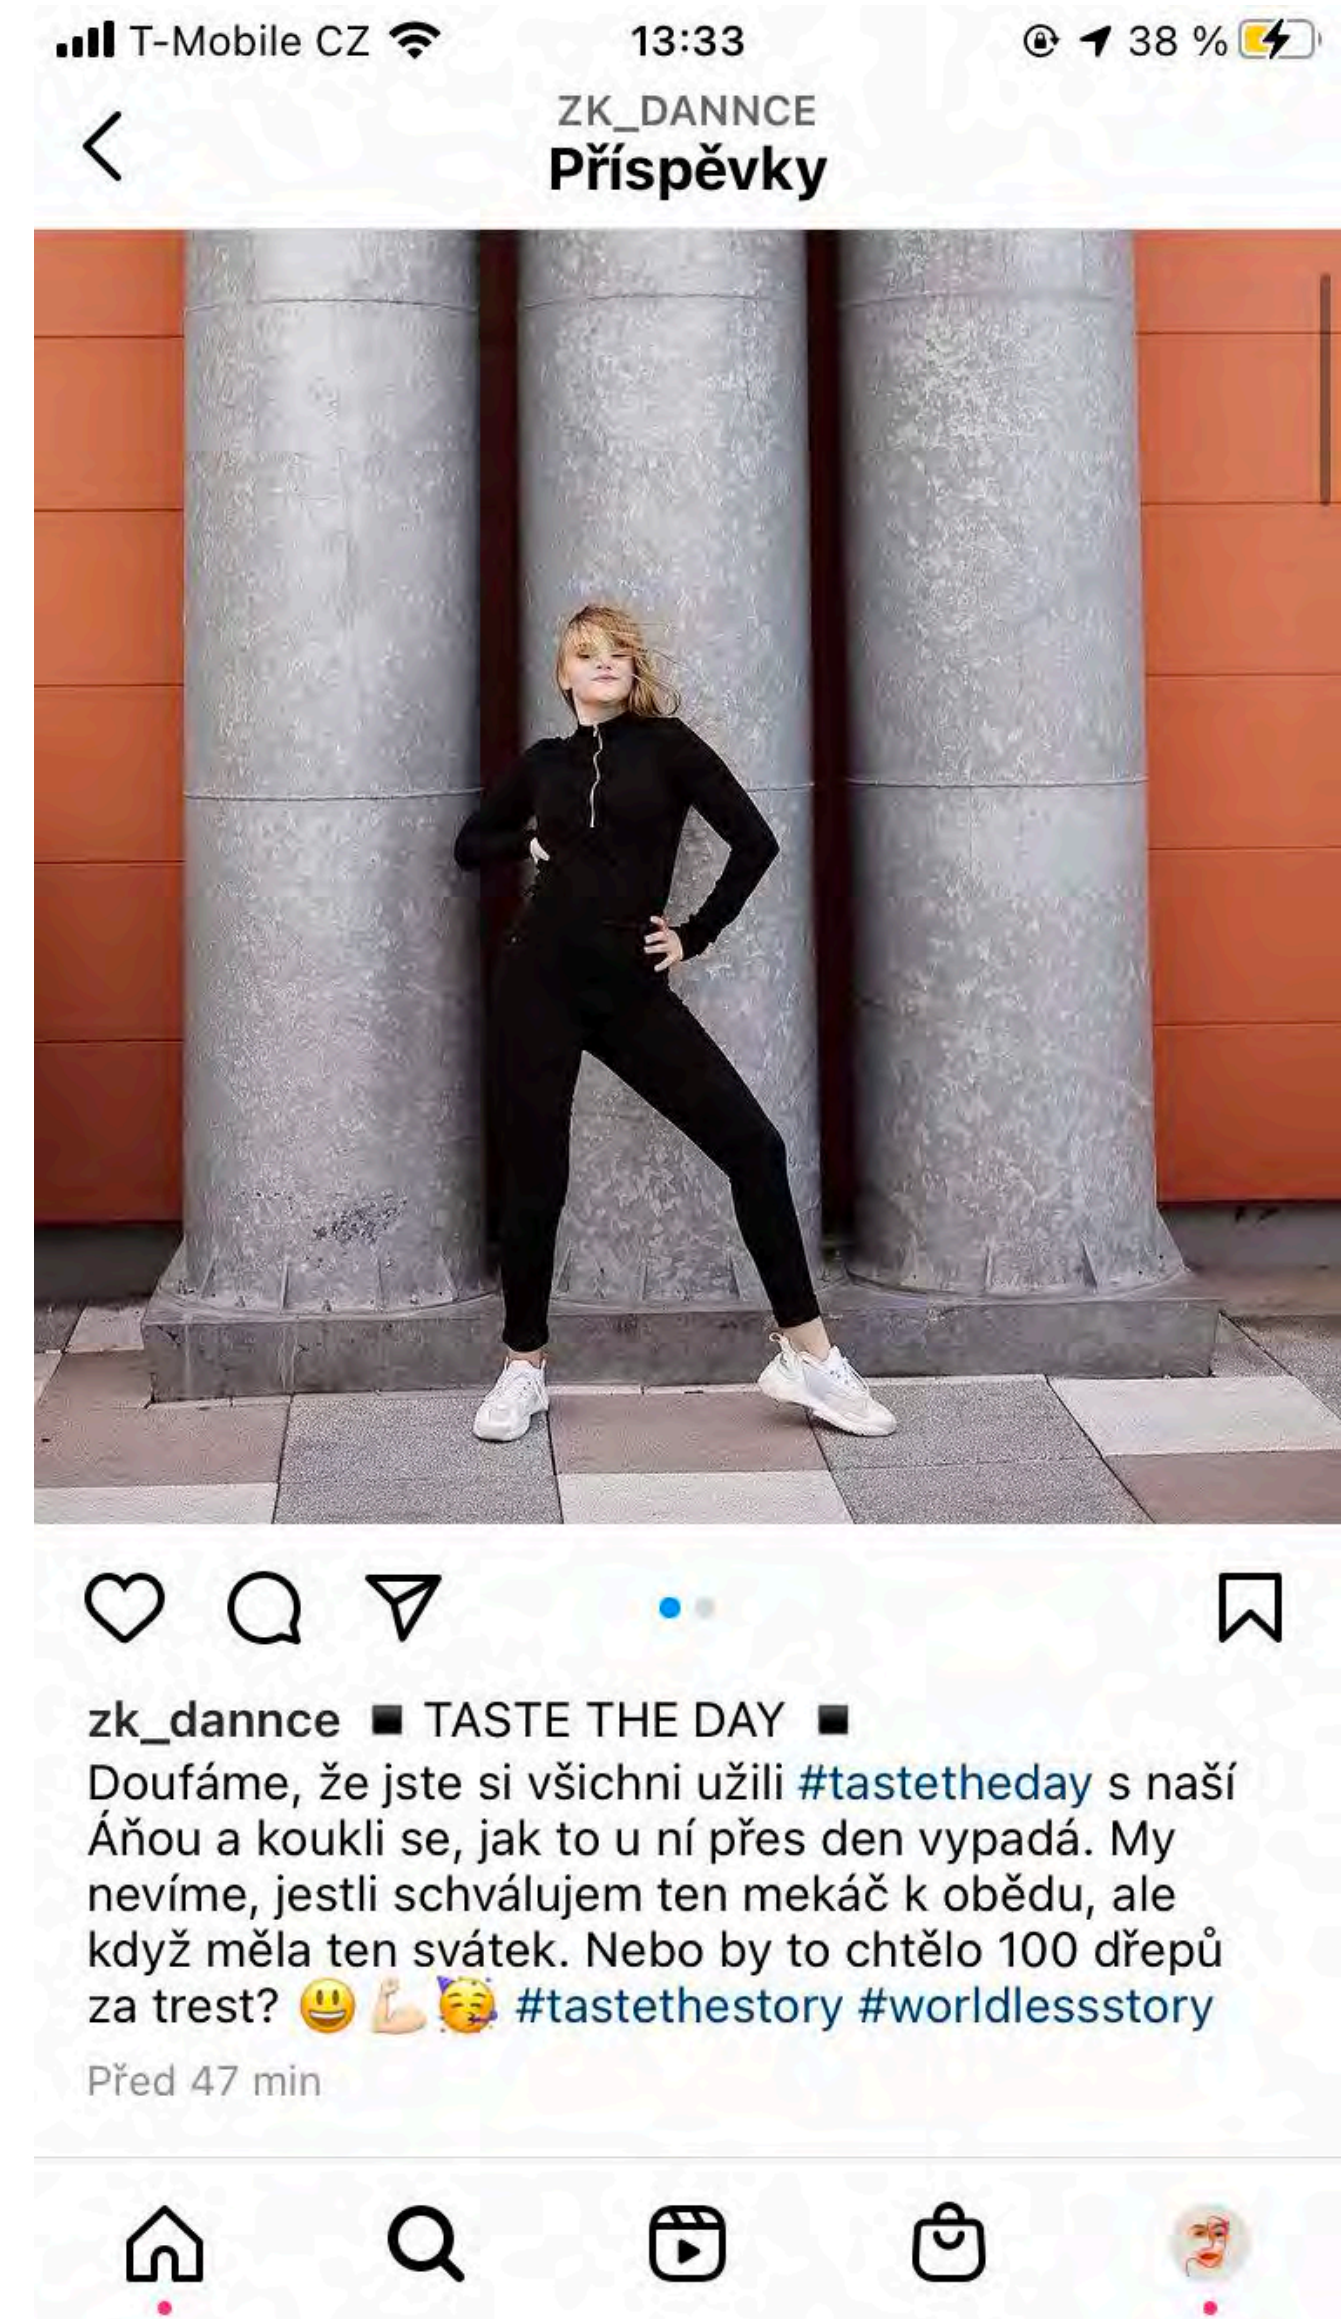 T-Mobile CZ 13:33 38 %
ZK_DANNCE
Příspěvky
zk_dannce ◾ TASTE THE DAY ◾
Doufáme, že jste si všichni užili #tastetheday s naší
Áňou a koukli se, jak to u ní přes den vypadá. My
nevíme, jestli schválujem ten mekáč k obědu, ale
když měla ten svátek. Nebo by to chtělo 100 dřepů
za trest? 😃💪🏻🥳 #tastethestory #worldlessstory
Před 47 min